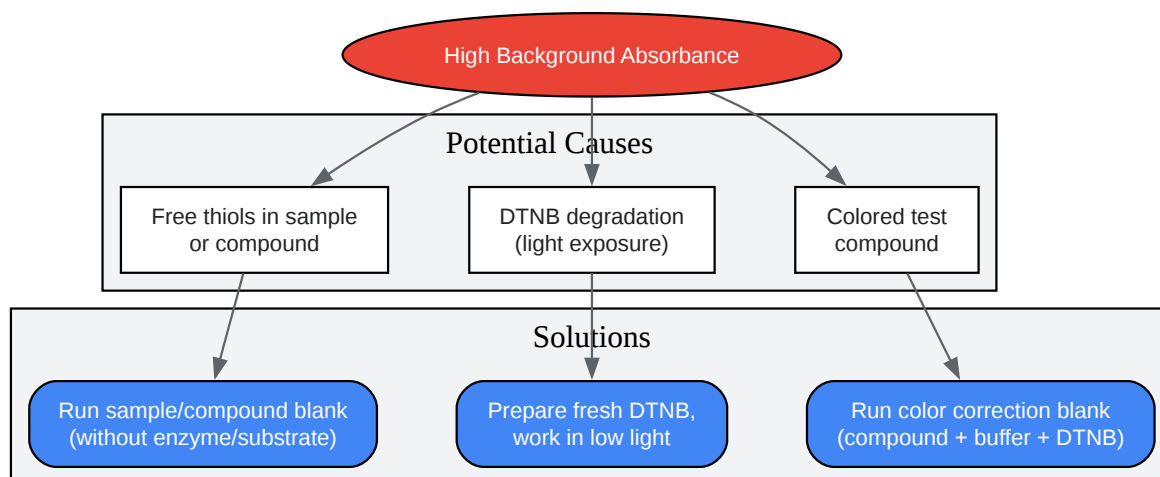 High Background Absorbance
Potential Causes
Free thiols in sample
or compound
DTNB degradation
(light exposure)
Colored test
compound
Solutions
Run sample/compound blank
(without enzyme/substrate)
Prepare fresh DTNB,
work in low light
Run color correction blank
(compound + buffer + DTNB)